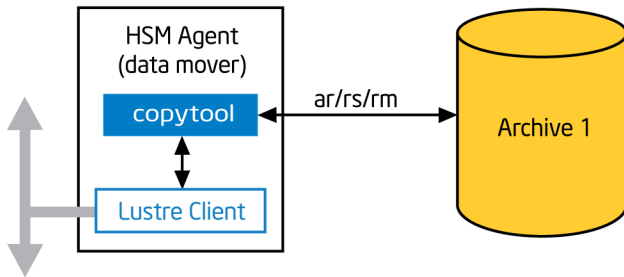 HSM Agent
(data mover)
copytool
ar/rs/rm
Archive 1
Lustre Client